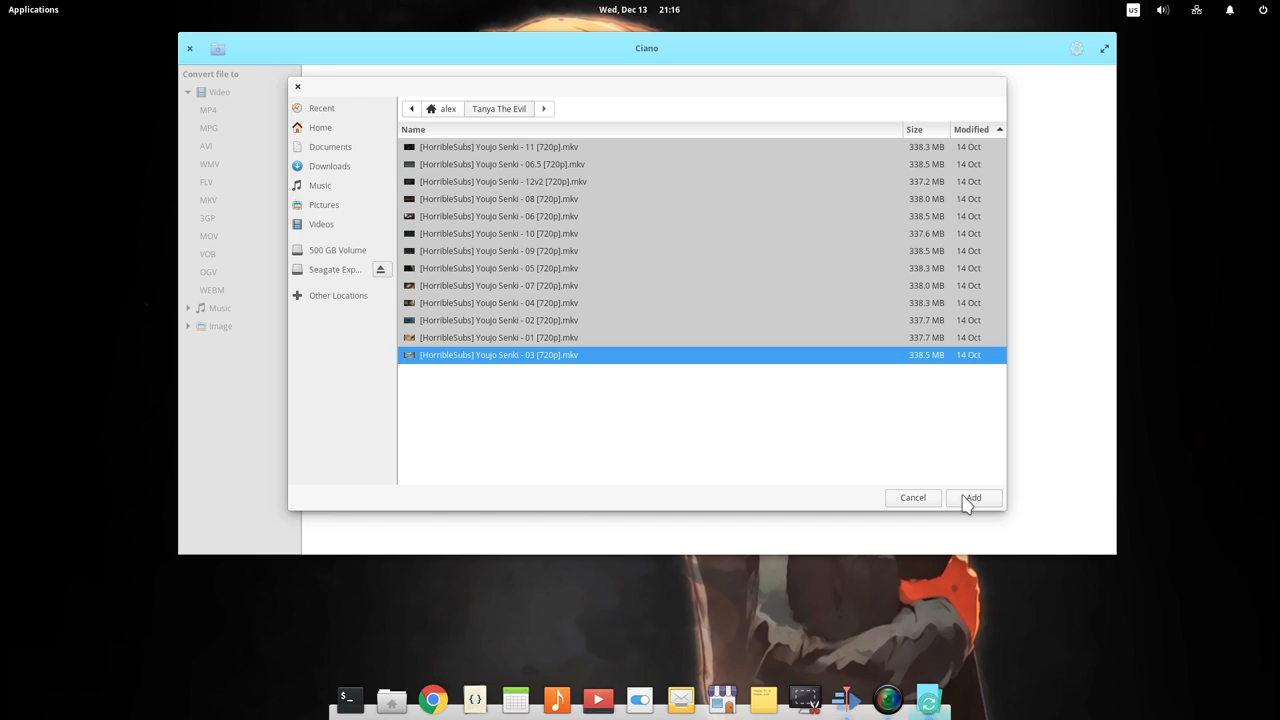 Applications
Wed, Dec 13 21:16
us
Ciano
Convert file to
Video
MP4
MPG
AVI
WMV
FLV
MKV
3GP
MOV
VOB
OGV
WEBM
Music
Image
Recent
Home
Documents
Downloads
Music
Pictures
Videos
500 GB Volume
Seagate Exp...
Other Locations
alex Tanya The Evil
Name Size Modified
[HorribleSubs] Youjo Senki - 11 [720p].mkv 338.3 MB 14 Oct
[HorribleSubs] Youjo Senki - 06.5 [720p].mkv 338.5 MB 14 Oct
[HorribleSubs] Youjo Senki - 12v2 [720p].mkv 337.2 MB 14 Oct
[HorribleSubs] Youjo Senki - 08 [720p].mkv 338.0 MB 14 Oct
[HorribleSubs] Youjo Senki - 06 [720p].mkv 338.5 MB 14 Oct
[HorribleSubs] Youjo Senki - 10 [720p].mkv 337.6 MB 14 Oct
[HorribleSubs] Youjo Senki - 09 [720p].mkv 338.5 MB 14 Oct
[HorribleSubs] Youjo Senki - 05 [720p].mkv 338.3 MB 14 Oct
[HorribleSubs] Youjo Senki - 07 [720p].mkv 338.0 MB 14 Oct
[HorribleSubs] Youjo Senki - 04 [720p].mkv 338.3 MB 14 Oct
[HorribleSubs] Youjo Senki - 02 [720p].mkv 337.7 MB 14 Oct
[HorribleSubs] Youjo Senki - 01 [720p].mkv 337.7 MB 14 Oct
[HorribleSubs] Youjo Senki - 03 [720p].mkv 338.5 MB 14 Oct
Cancel Add